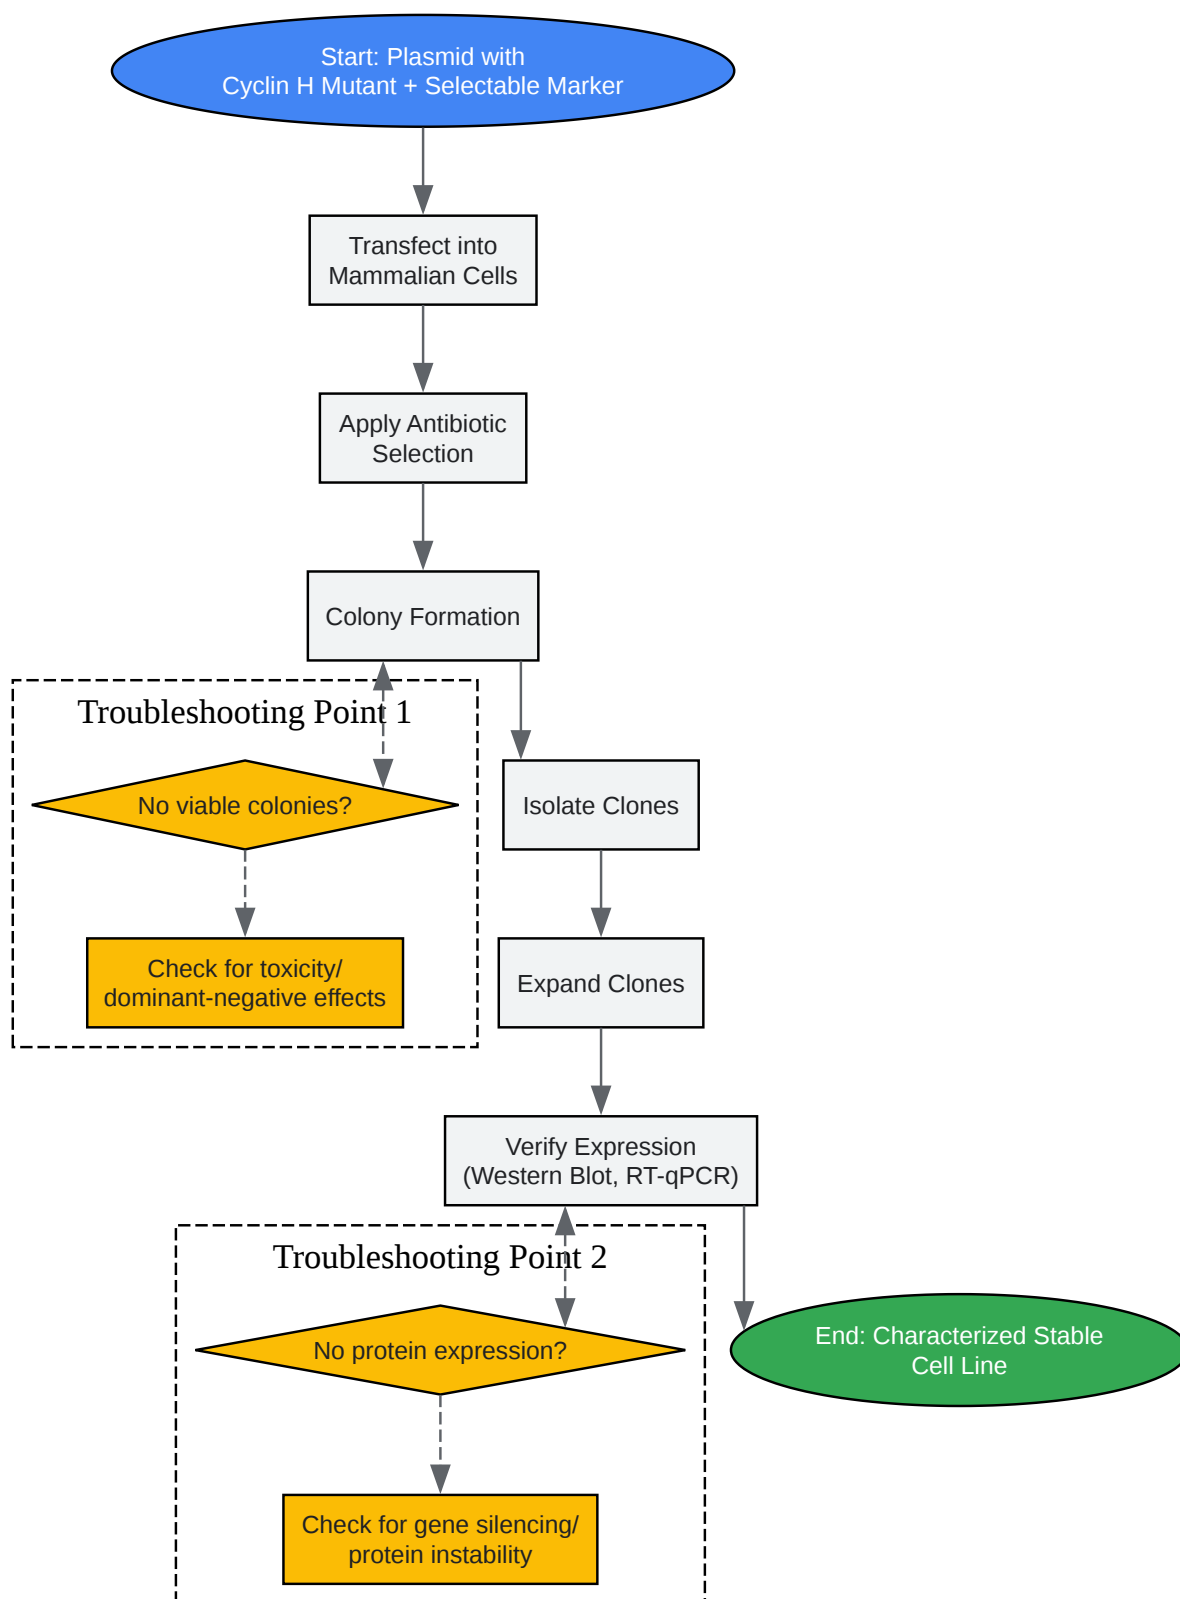 Start: Plasmid with
Cyclin H Mutant + Selectable Marker
Transfect into
Mammalian Cells
Apply Antibiotic
Selection
Colony Formation
Troubleshooting Point 1
No viable colonies?
Isolate Clones
Check for toxicity/
dominant-negative effects
Expand Clones
Verify Expression
(Western Blot, RT-qPCR)
Troubleshooting Point 2
No protein expression?
End: Characterized Stable
Cell Line
Check for gene silencing/
protein instability